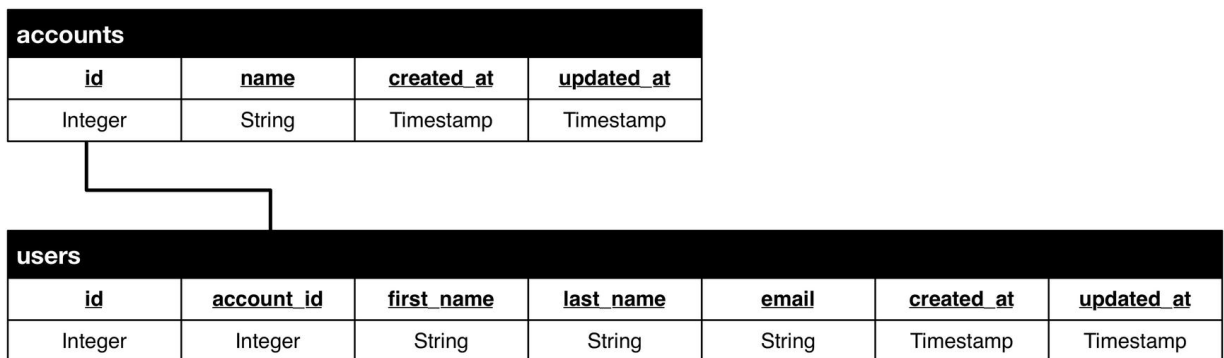 accounts
id name created_at updated_at
Integer String Timestamp Timestamp
users
id account_id first_name last_name email created_at updated_at
Integer Integer String String String Timestamp Timestamp